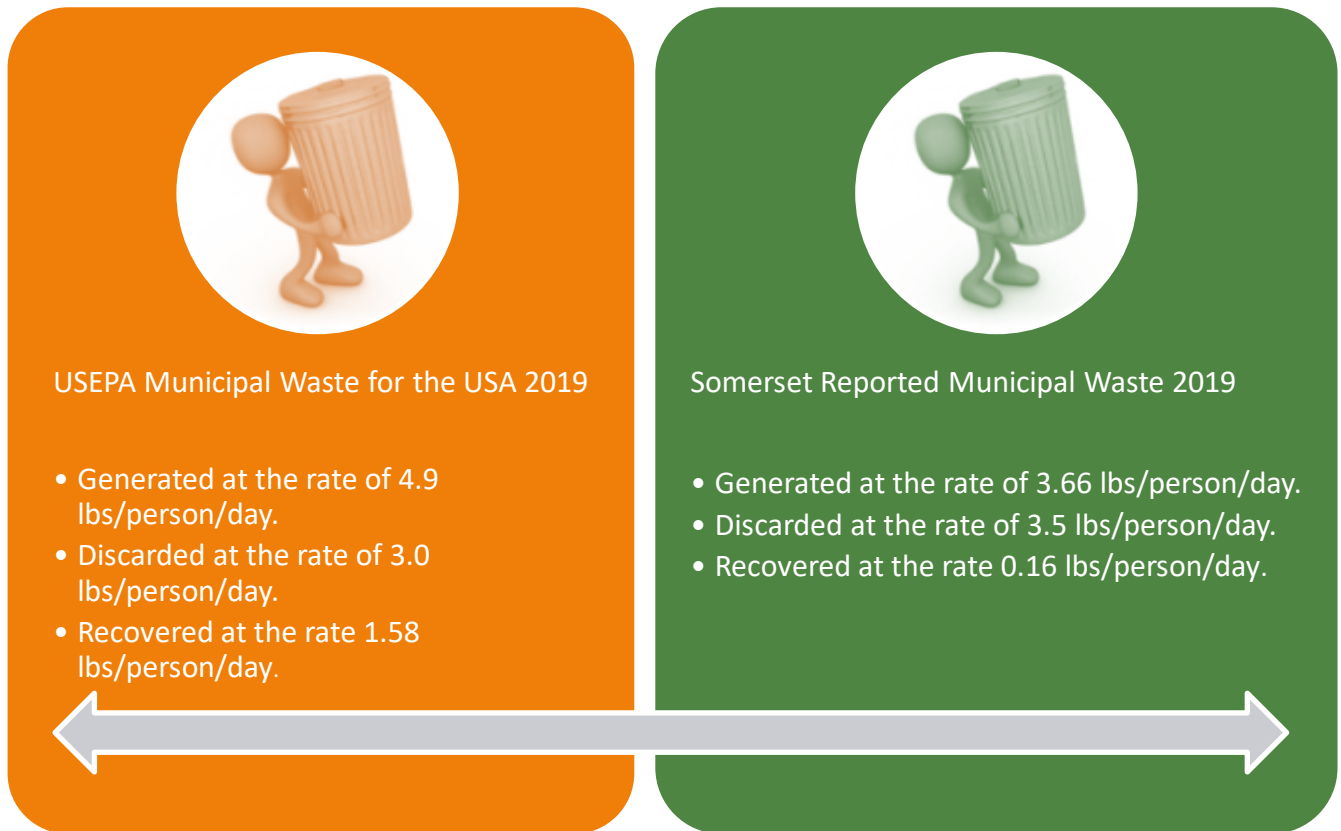 USEPA Municipal Waste for the USA 2019
• Generated at the rate of 4.9
lbs/person/day.
• Discarded at the rate of 3.0
lbs/person/day.
• Recovered at the rate 1.58
lbs/person/day.
Somerset Reported Municipal Waste 2019
• Generated at the rate of 3.66 lbs/person/day.
• Discarded at the rate of 3.5 lbs/person/day.
• Recovered at the rate 0.16 lbs/person/day.